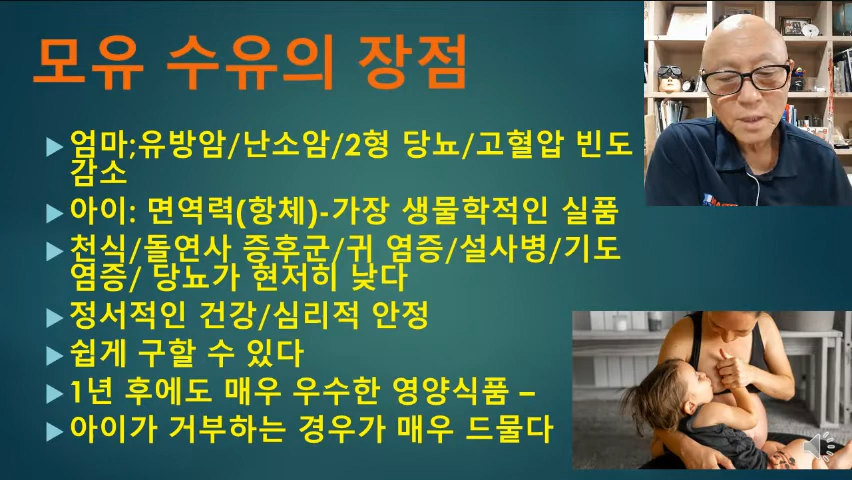 모유 수유의 장점
엄마;유방암/난소암/2형 당뇨/고혈압 빈도
감소
아이: 면역력(항체)-가장 생물학적인 실품
천식/돌연사 증후군/귀 염증/설사병/기도
염증/ 당뇨가 현저히 낮다
정서적인 건강/심리적 안정
쉽게 구할 수 있다
1년 후에도 매우 우수한 영양식품 –
아이가 거부하는 경우가 매우 드물다